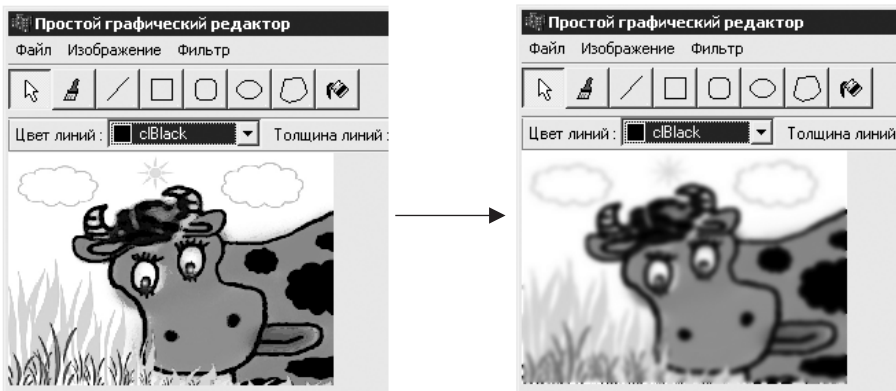 Простой графический редактор
Файл Изображение Фильтр
Цвет линий : clBlack Толщина линий :
Простой графический редактор
Файл Изображение Фильтр
Цвет линий : clBlack Толщина линий